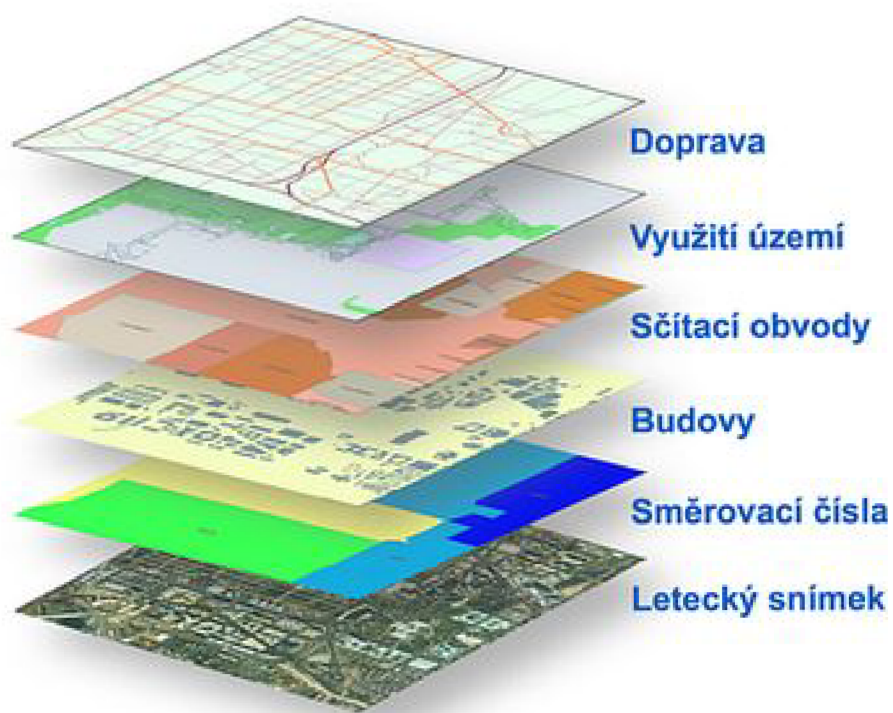 Doprava
Využití území
Sčítací obvody
Budovy
Směrovací čísla
Letecký snímek